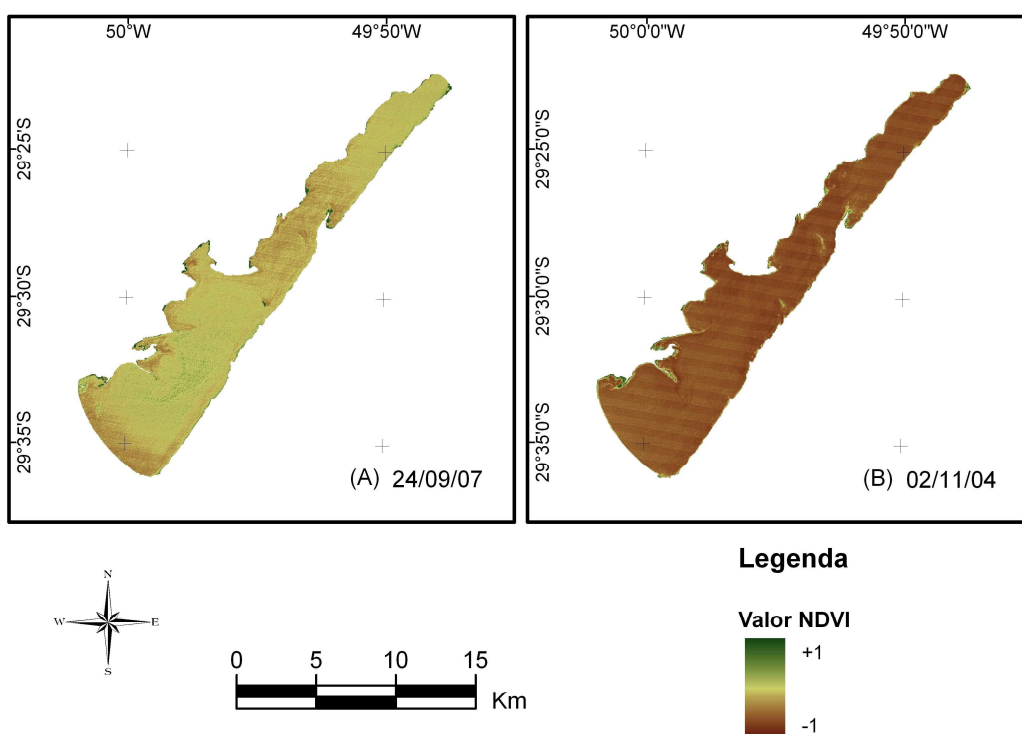 50°W 49°50'W
29°25'S
29°30'S
29°35'S
(A) 24/09/07
50°0'0"W 49°50'0"W
29°25'0"S
29°30'0"S
29°35'0"S
(B) 02/11/04
N
W E
S
0 5 10 15
Km
Legenda
Valor NDVI
+1
-1